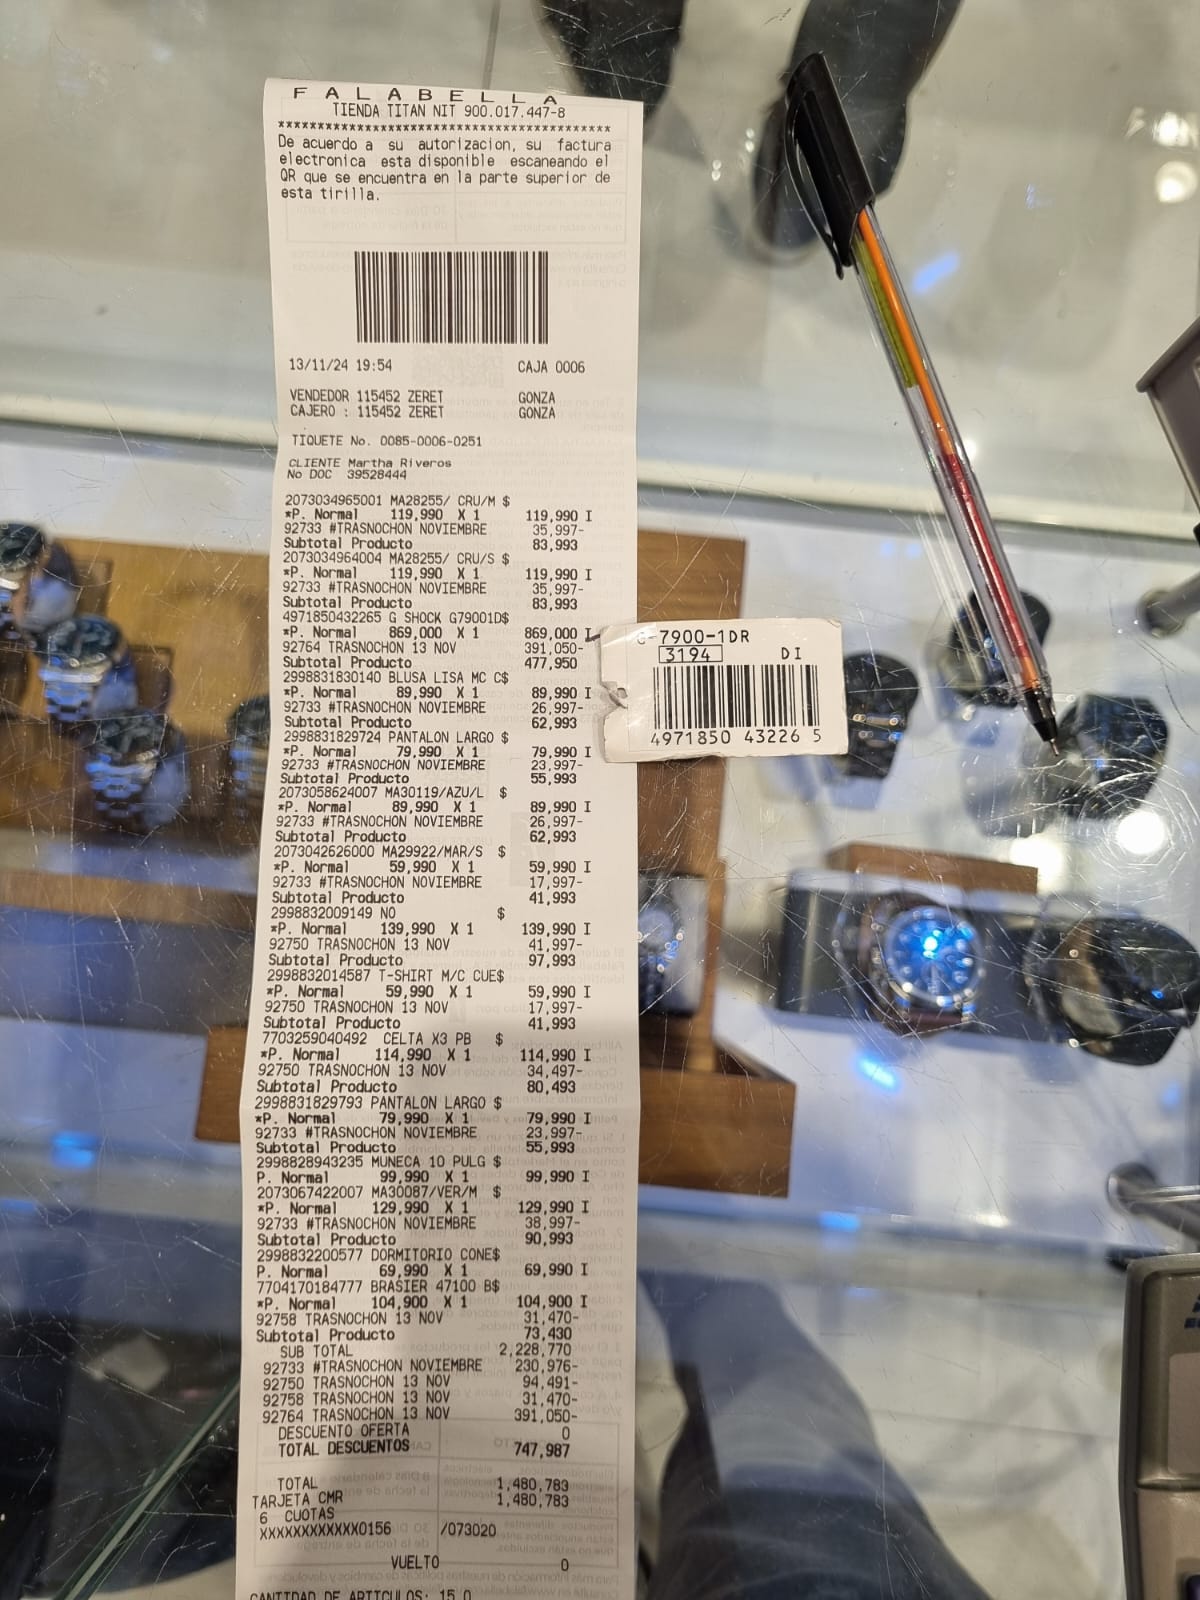 F A L A B E L L A
TIENDA TITAN NIT 900.017.447-8
******************************************
De acuerdo a su autorizacion, su factura
electronica esta disponible escaneando el
QR que se encuentra en la parte superior de
esta tirilla.
13/11/24 19:54 CAJA 0006
VENDEDOR 115452 ZERET GONZA
CAJERO : 115452 ZERET GONZA
TIQUETE No. 0085-0006-0251
CLIENTE Martha Riveros
No DOC 39528444
2073034965001 MA28255/ CRU/M $
*P. Normal 119,990 X 1 119,990 I
92733 #TRASNOCHON NOVIEMBRE 35,997-
Subtotal Producto 83,993
2073034964004 MA28255/ CRU/S $
*P. Normal 119,990 X 1 119,990 I
92733 #TRASNOCHON NOVIEMBRE 35,997-
Subtotal Producto 83,993
4971850432265 G SHOCK G79001D$
*P. Normal 869,000 X 1 869,000 I
92764 TRASNOCHON 13 NOV 391,050-
Subtotal Producto 477,950
2998831830140 BLUSA LISA MC C$
*P. Normal 89,990 X 1 89,990 I
92733 #TRASNOCHON NOVIEMBRE 26,997-
Subtotal Producto 62,993
2998831829724 PANTALON LARGO $
*P. Normal 79,990 X 1 79,990 I
92733 #TRASNOCHON NOVIEMBRE 23,997-
Subtotal Producto 55,993
2073058624007 MA30119/AZU/L $
*P. Normal 89,990 X 1 89,990 I
92733 #TRASNOCHON NOVIEMBRE 26,997-
Subtotal Producto 62,993
2073042626000 MA29922/MAR/S $
*P. Normal 59,990 X 1 59,990 I
92733 #TRASNOCHON NOVIEMBRE 17,997-
Subtotal Producto 41,993
2998832009149 NO $
*P. Normal 139,990 X 1 139,990 I
92750 TRASNOCHON 13 NOV 41,997-
Subtotal Producto 97,993
2998832014587 T-SHIRT M/C CUE$
*P. Normal 59,990 X 1 59,990 I
92750 TRASNOCHON 13 NOV 17,997-
Subtotal Producto 41,993
7703259040492 CELTA X3 PB $
*P. Normal 114,990 X 1 114,990 I
92750 TRASNOCHON 13 NOV 34,497-
Subtotal Producto 80,493
2998831829793 PANTALON LARGO $
*P. Normal 79,990 X 1 79,990 I
92733 #TRASNOCHON NOVIEMBRE 23,997-
Subtotal Producto 55,993
2998828943235 MUNECA 10 PULG $
P. Normal 99,990 X 1 99,990 I
2073067422007 MA30087/VER/M $
*P. Normal 129,990 X 1 129,990 I
92733 #TRASNOCHON NOVIEMBRE 38,997-
Subtotal Producto 90,993
2998832200577 DORMITORIO CONE$
P. Normal 69,990 X 1 69,990 I
7704170184777 BRASIER 47100 B$
*P. Normal 104,900 X 1 104,900 I
92758 TRASNOCHON 13 NOV 31,470-
Subtotal Producto 73,430
SUB TOTAL 2,228,770
92733 #TRASNOCHON NOVIEMBRE 230,976-
92750 TRASNOCHON 13 NOV 94,491-
92758 TRASNOCHON 13 NOV 31,470-
92764 TRASNOCHON 13 NOV 391,050-
DESCUENTO OFERTA 0
TOTAL DESCUENTOS 747,987
TOTAL 1,480,783
TARJETA CMR 1,480,783
6 CUOTAS
XXXXXXXXXXXX0156 /073020
VUELTO 0
CANTIDAD DE ARTICULOS: 15.0
G-7900-1DR
3194 DI
4971850 43226 5